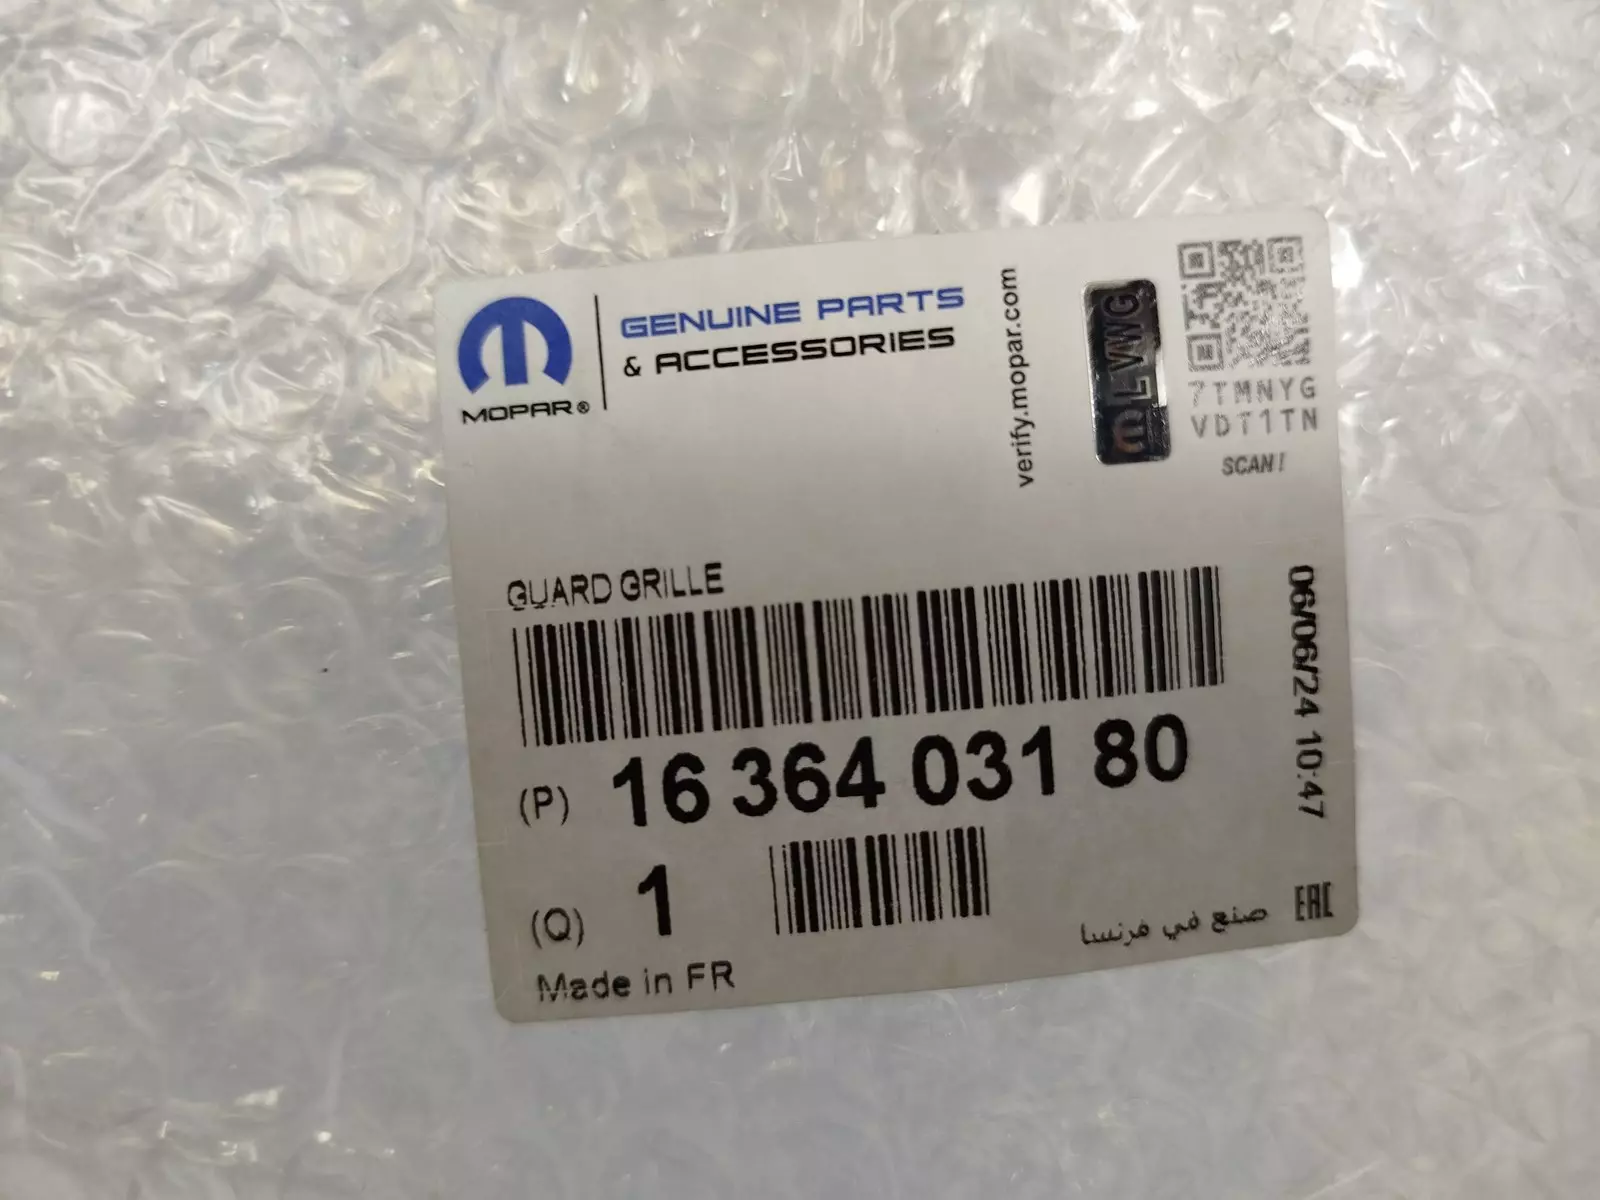 MOPAR®
GENUINE PARTS
& ACCESSORIES
verify.mopar.com
LVWG
7TMNYG
VDT1TN
SCAN!
GUARD GRILLE
(P) 16 364 031 80
(Q) 1
Made in FR
06/06/24 10:47
صنع في فرنسا
EAC